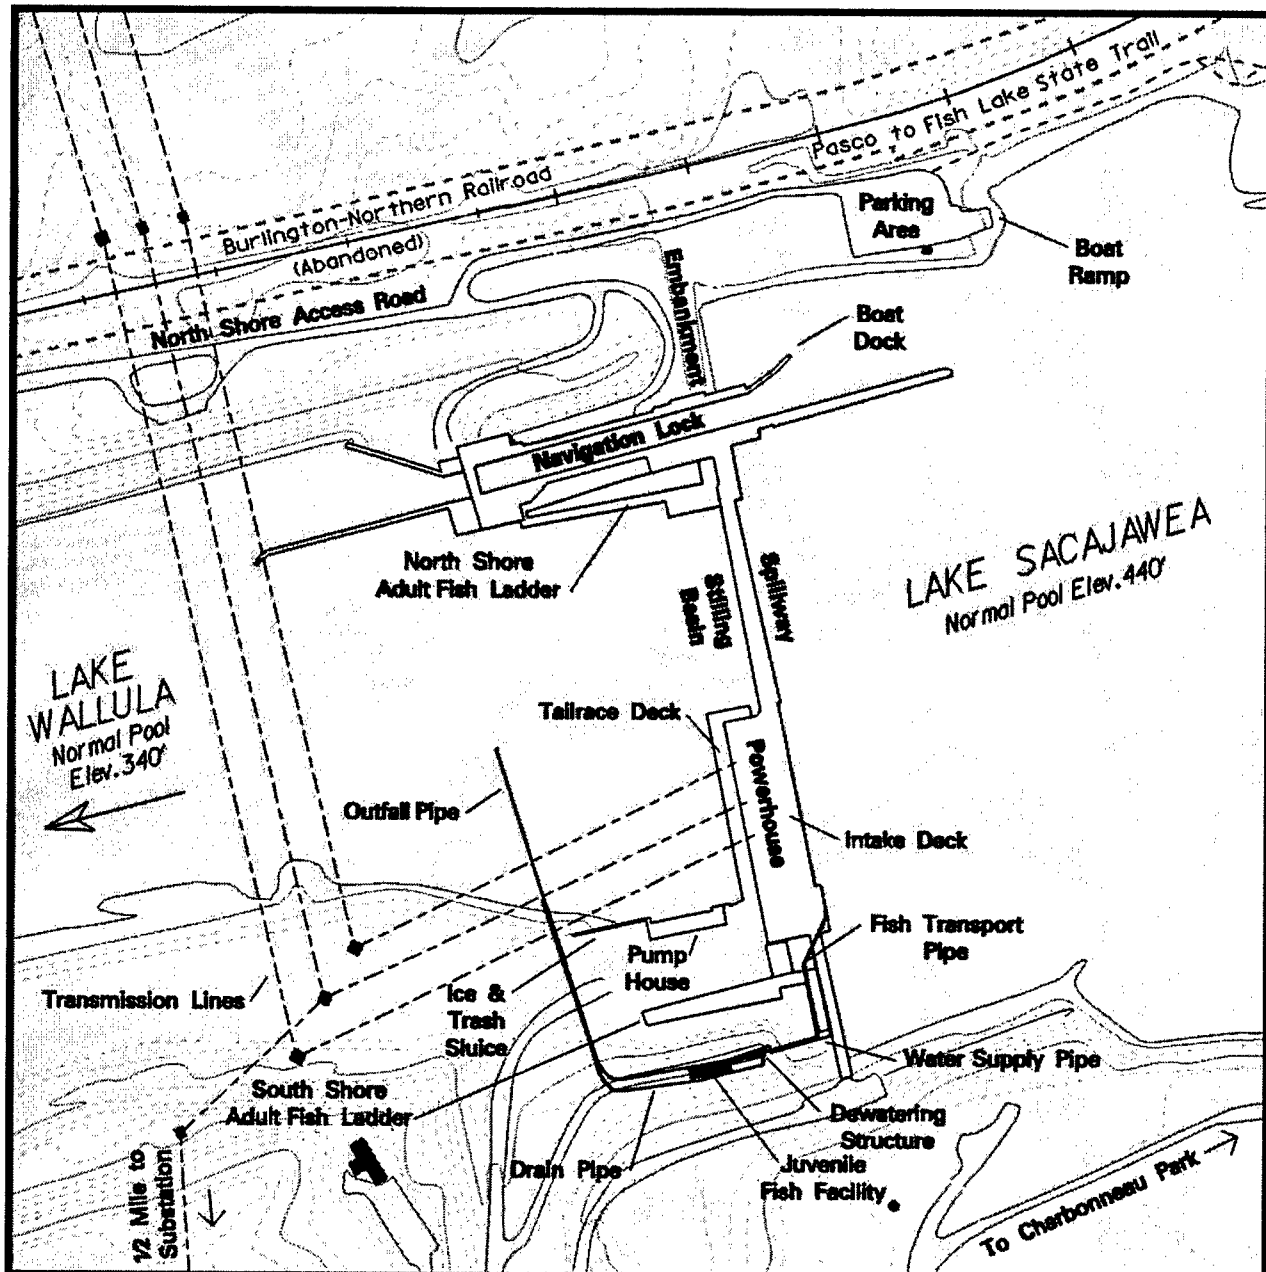 Pasco to Fish Lake State Trail
Burlington-Northern Railroad
(Abandoned)
Parking
Area
Boat
Ramp
North Shore Access Road
Embankment
Boat
Dock
Navigation Lock
North Shore
Adult Fish Ladder
Stilling
Basin
Spillway
LAKE SACAJAWEA
Normal Pool Elev. 440'
LAKE
WALLULA
Normal Pool
Elev. 340'
Tailrace Deck
Powerhouse
Outfall Pipe
Intake Deck
Fish Transport
Pipe
Pump
House
Transmission Lines
Ice &
Trash
Sluice
South Shore
Adult Fish Ladder
Water Supply Pipe
Dewatering
Structure
Drain Pipe
Juvenile
Fish Facility
1/2 Mile to
Substation
To Charbonneau Park